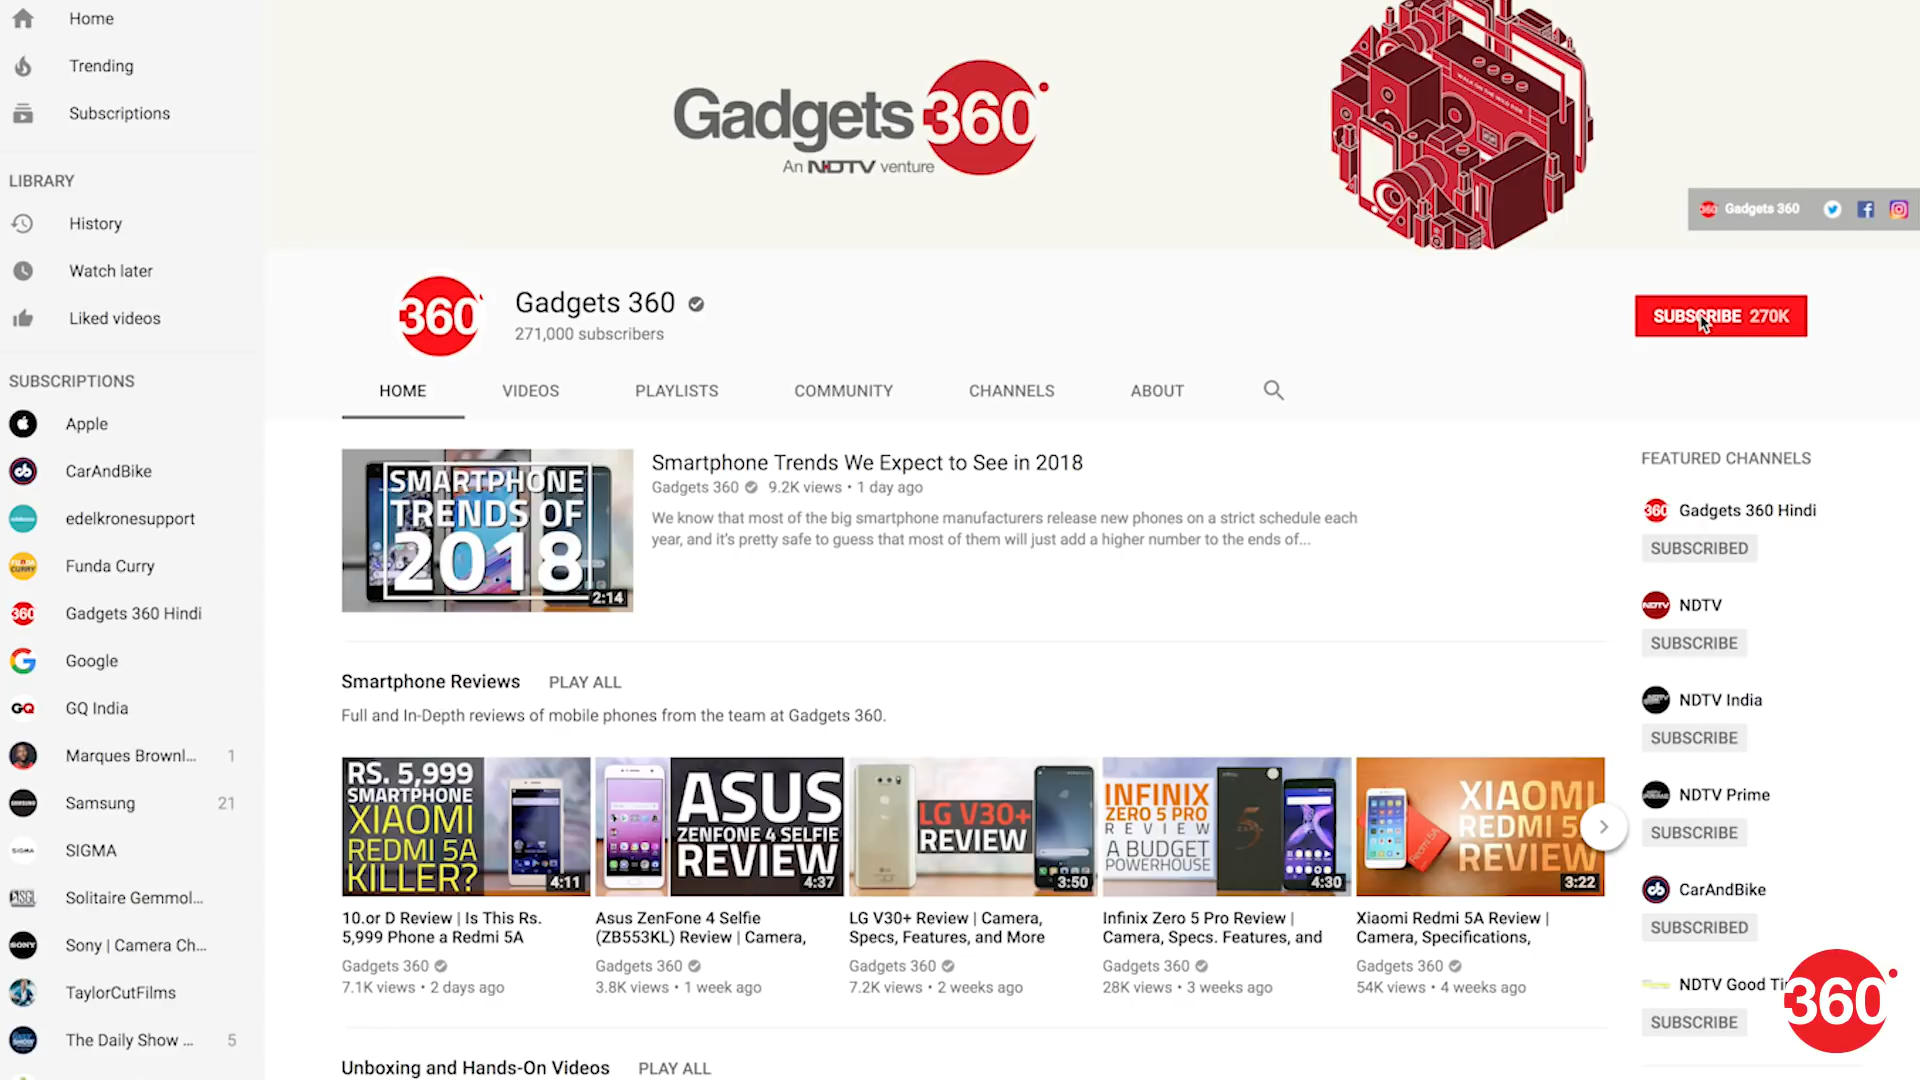 Home
Trending
Subscriptions
LIBRARY
History
Watch later
Liked videos
SUBSCRIPTIONS
Apple
CarAndBike
edelkronesupport
Funda Curry
Gadgets 360 Hindi
Google
GQ India
Marques Brownl... 1
Samsung 21
SIGMA
Solitaire Gemmol...
Sony | Camera Ch...
TaylorCutFilms
The Daily Show ... 5
Gadgets 360
An NDTV venture
Gadgets 360
360
Gadgets 360
271,000 subscribers
SUBSCRIBE 270K
HOME VIDEOS PLAYLISTS COMMUNITY CHANNELS ABOUT
SMARTPHONE
TRENDS OF
2018
2:14
Smartphone Trends We Expect to See in 2018
Gadgets 360 9.2K views • 1 day ago
We know that most of the big smartphone manufacturers release new phones on a strict schedule each
year, and it's pretty safe to guess that most of them will just add a higher number to the ends of...
Smartphone Reviews PLAY ALL
Full and In-Depth reviews of mobile phones from the team at Gadgets 360.
RS. 5,999
SMARTPHONE
XIAOMI
REDMI 5A
KILLER?
4:11
10.or D Review | Is This Rs.
5,999 Phone a Redmi 5A
Gadgets 360
7.1K views • 2 days ago
ASUS
ZENFONE 4 SELFIE
REVIEW
4:37
Asus ZenFone 4 Selfie
(ZB553KL) Review | Camera,
Gadgets 360
3.8K views • 1 week ago
LG V30+
REVIEW
3:50
LG V30+ Review | Camera,
Specs, Features, and More
Gadgets 360
7.2K views • 2 weeks ago
INFINIX
ZERO 5 PRO
REVIEW
A BUDGET
POWERHOUSE
4:30
Infinix Zero 5 Pro Review |
Camera, Specs. Features, and
Gadgets 360
28K views • 3 weeks ago
XIAOMI
REDMI 5
REVIEW
3:22
Xiaomi Redmi 5A Review |
Camera, Specifications,
Gadgets 360
54K views • 4 weeks ago
Unboxing and Hands-On Videos PLAY ALL
FEATURED CHANNELS
Gadgets 360 Hindi
SUBSCRIBED
NDTV
SUBSCRIBE
NDTV India
SUBSCRIBE
NDTV Prime
SUBSCRIBE
CarAndBike
SUBSCRIBED
NDTV Good Ti
SUBSCRIBE
360